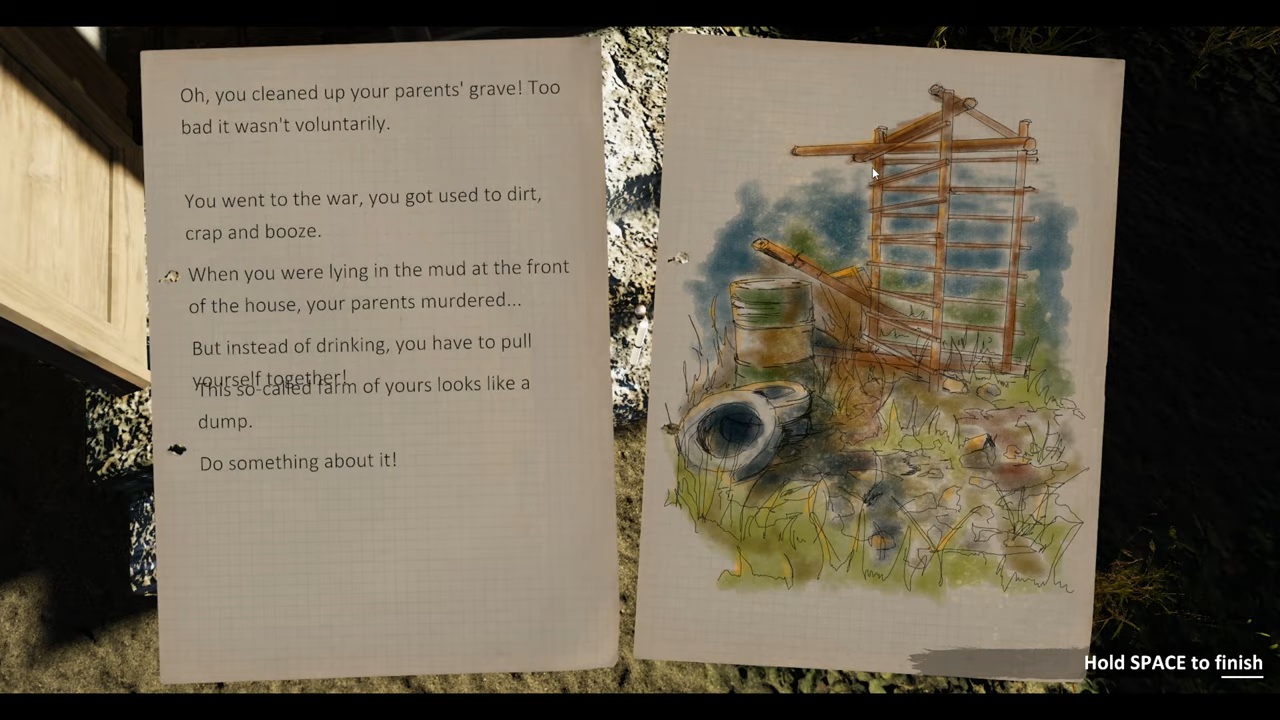 Oh, you cleaned up your parents' grave! Too
bad it wasn't voluntarily.
You went to the war, you got used to dirt,
crap and booze.
When you were lying in the mud at the front
of the house, your parents murdered...
But instead of drinking, you have to pull
yourself together!
This so-called farm of yours looks like a
dump.
Do something about it!
Hold SPACE to finish